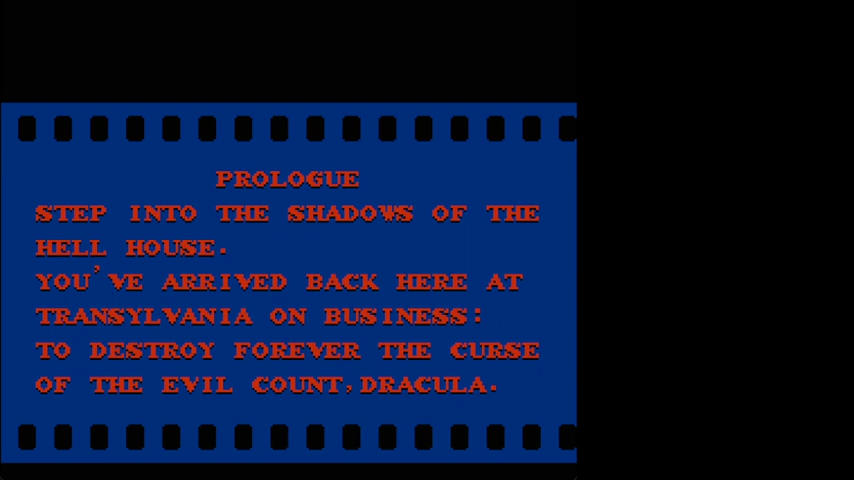 PROLOGUE
STEP INTO THE SHADOWS OF THE
HELL HOUSE.
YOU'VE ARRIVED BACK HERE AT
TRANSYLVANIA ON BUSINESS:
TO DESTROY FOREVER THE CURSE
OF THE EVIL COUNT,DRACULA.